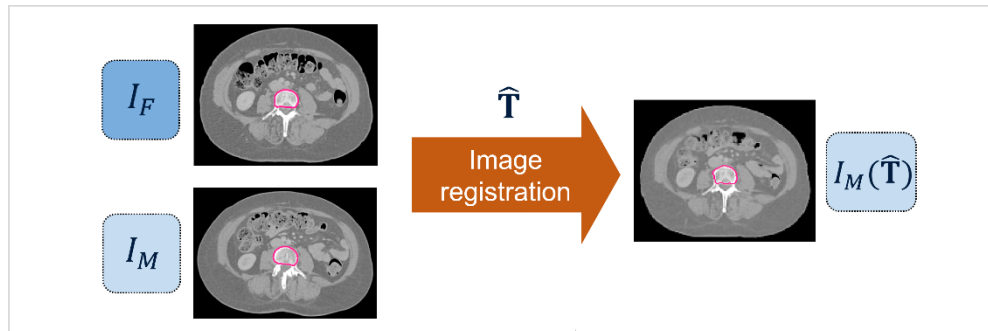 I_F
T̂
Image
registration
I_M
I_M(T̂)